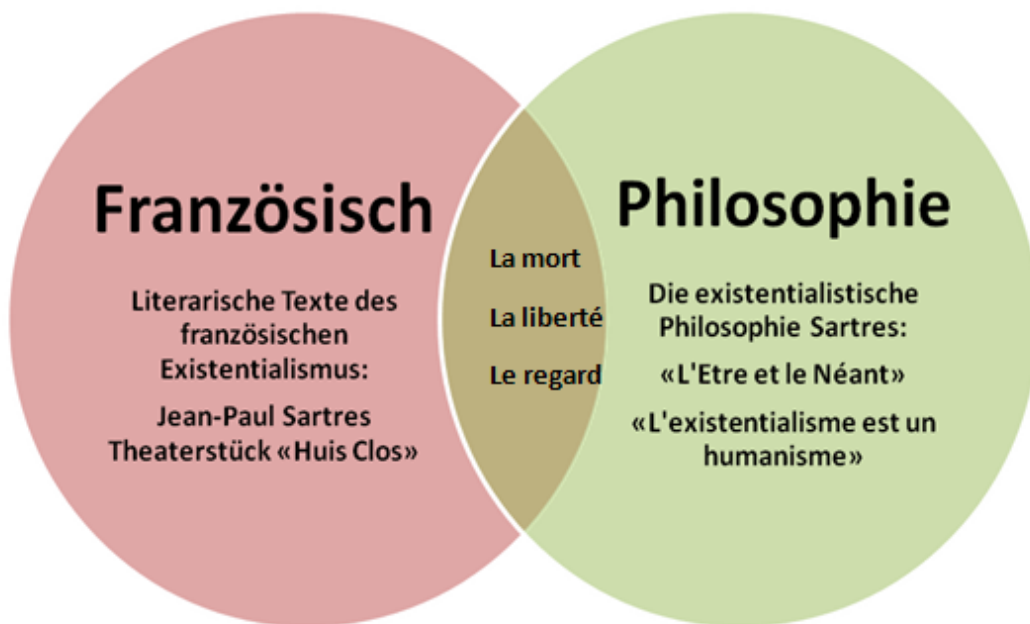 Französisch
Literarische Texte des
französischen
Existentialismus:
Jean-Paul Sartres
Theaterstück «Huis Clos»
La mort
La liberté
Le regard
Philosophie
Die existentialistische
Philosophie Sartres:
«L'Etre et le Néant»
«L'existentialisme est un
humanisme»